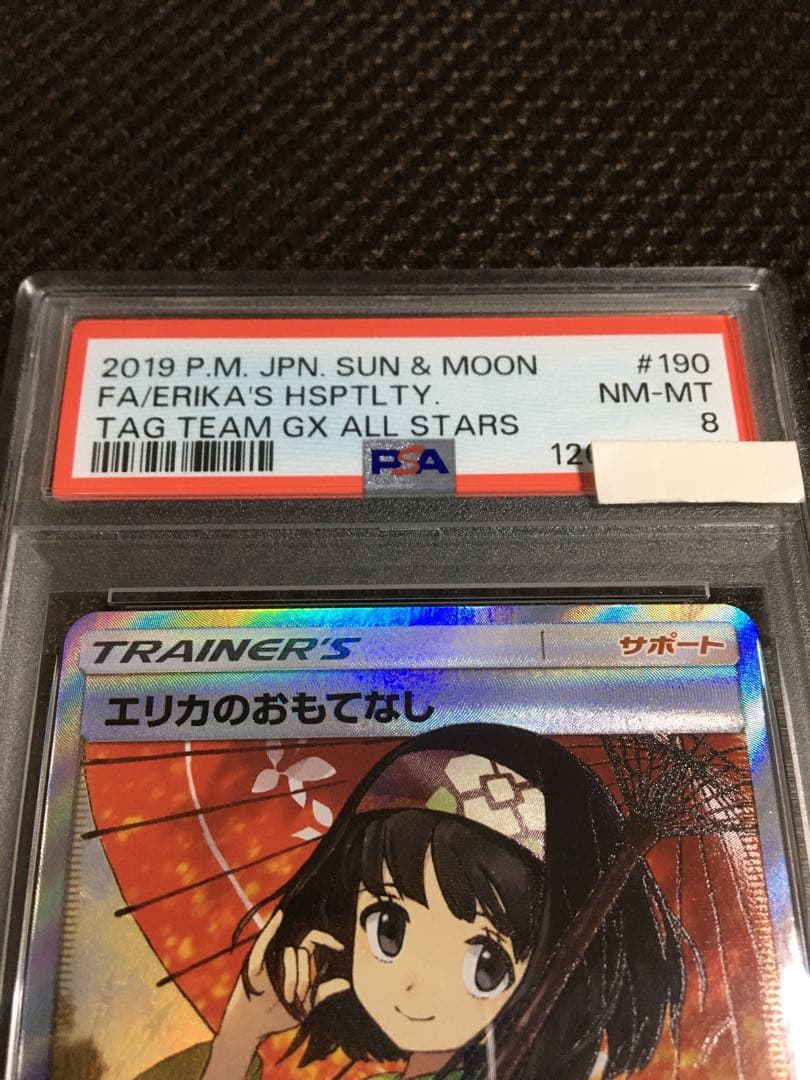 2019 P.M. JPN. SUN & MOON #190
FA/ERIKA'S HSPTLTY. NM-MT
TAG TEAM GX ALL STARS 8
PSA
TRAINER'S サポート
エリカのおもてなし